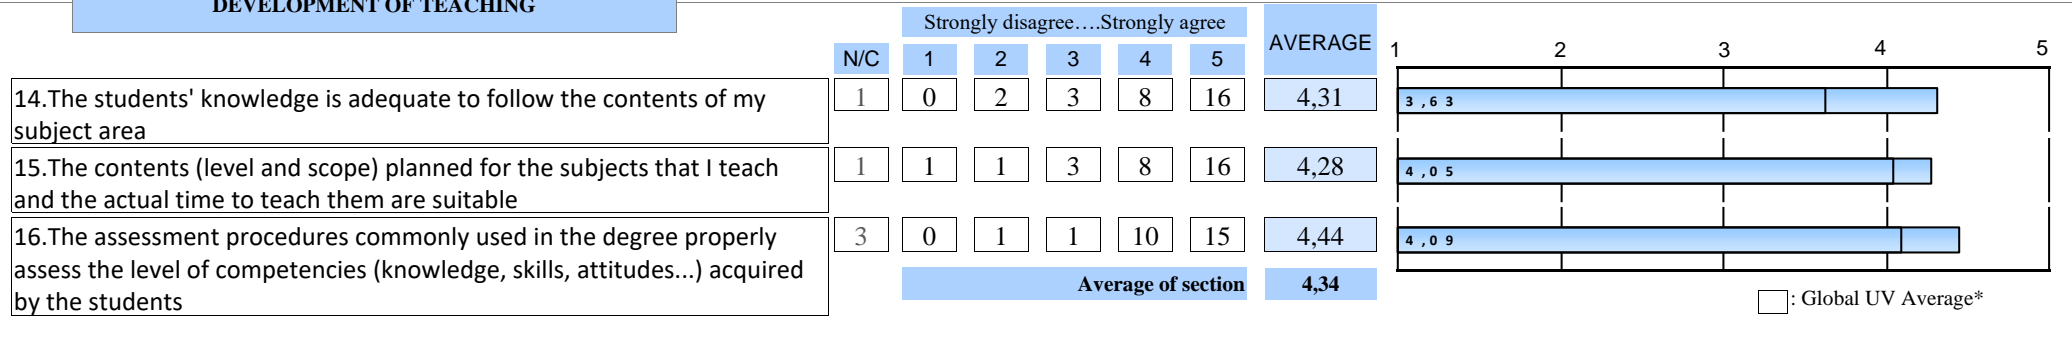 DEVELOPMENT OF TEACHING
Strongly disagree….Strongly agree
AVERAGE
N/C 1 2 3 4 5
1 2 3 4 5
14.The students' knowledge is adequate to follow the contents of my
subject area
1 0 2 3 8 16 4,31
3,63
15.The contents (level and scope) planned for the subjects that I teach
and the actual time to teach them are suitable
1 1 1 3 8 16 4,28
4,05
16.The assessment procedures commonly used in the degree properly
assess the level of competencies (knowledge, skills, attitudes...) acquired
by the students
3 0 1 1 10 15 4,44
4,09
Average of section 4,34
: Global UV Average*